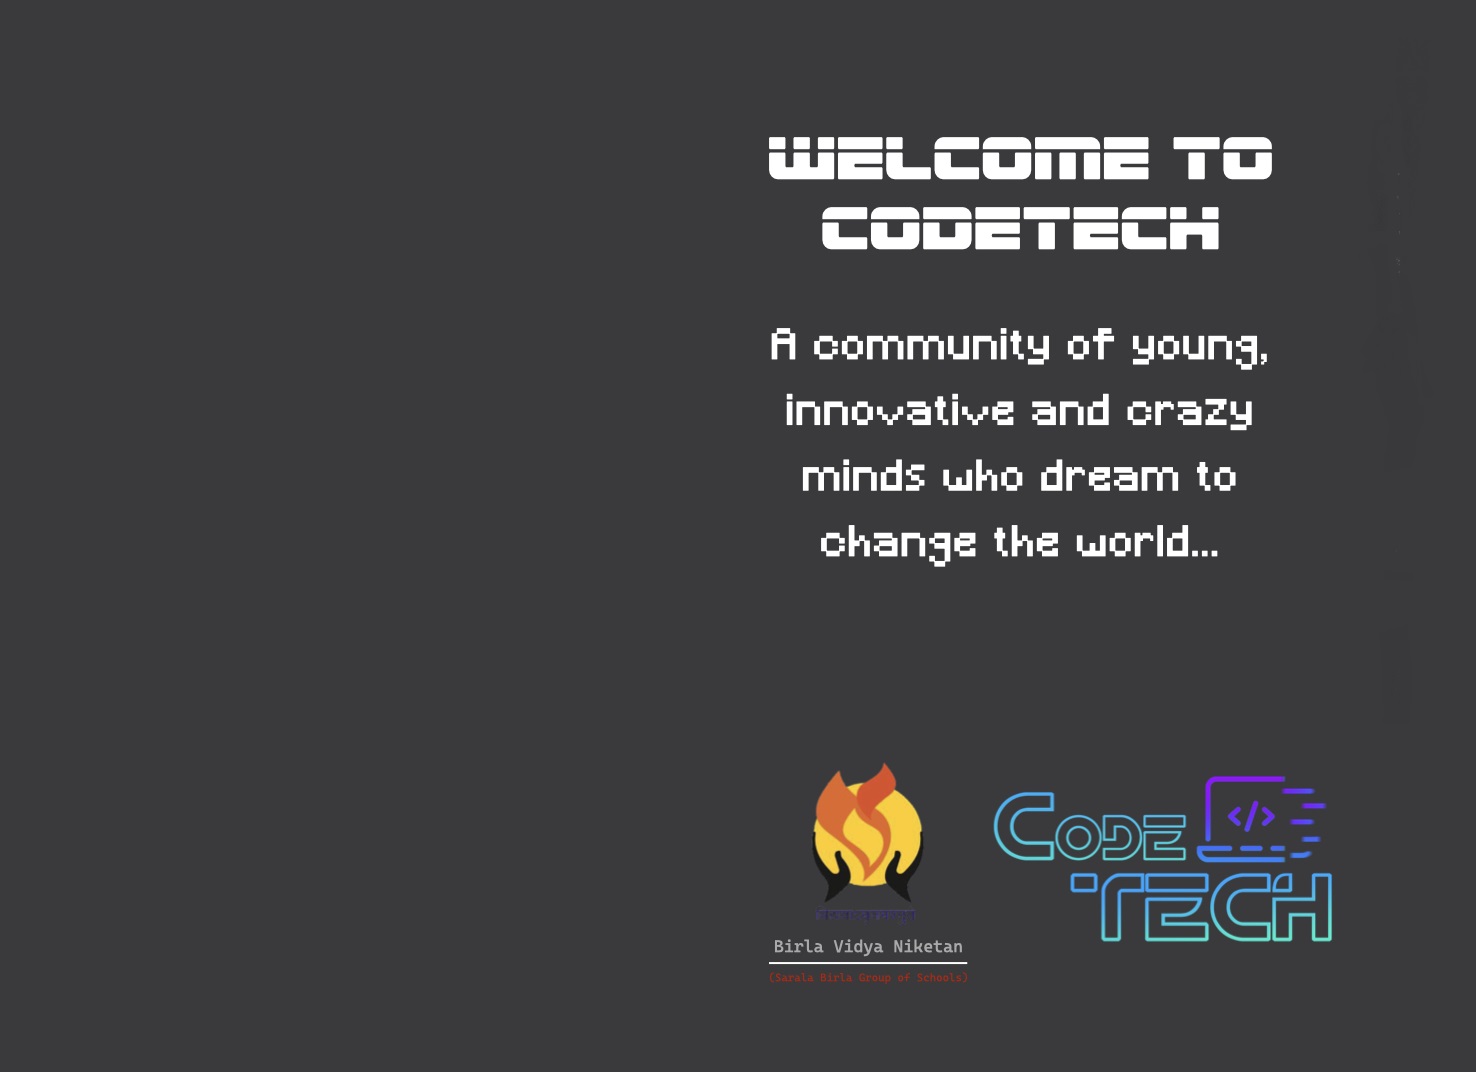 WELCOME TO
CODETECH
A community of young,
innovative and crazy
minds who dream to
change the world...
CODE </>
TECH
Birla Vidya Niketan
(Sarala Birla Group of Schools)